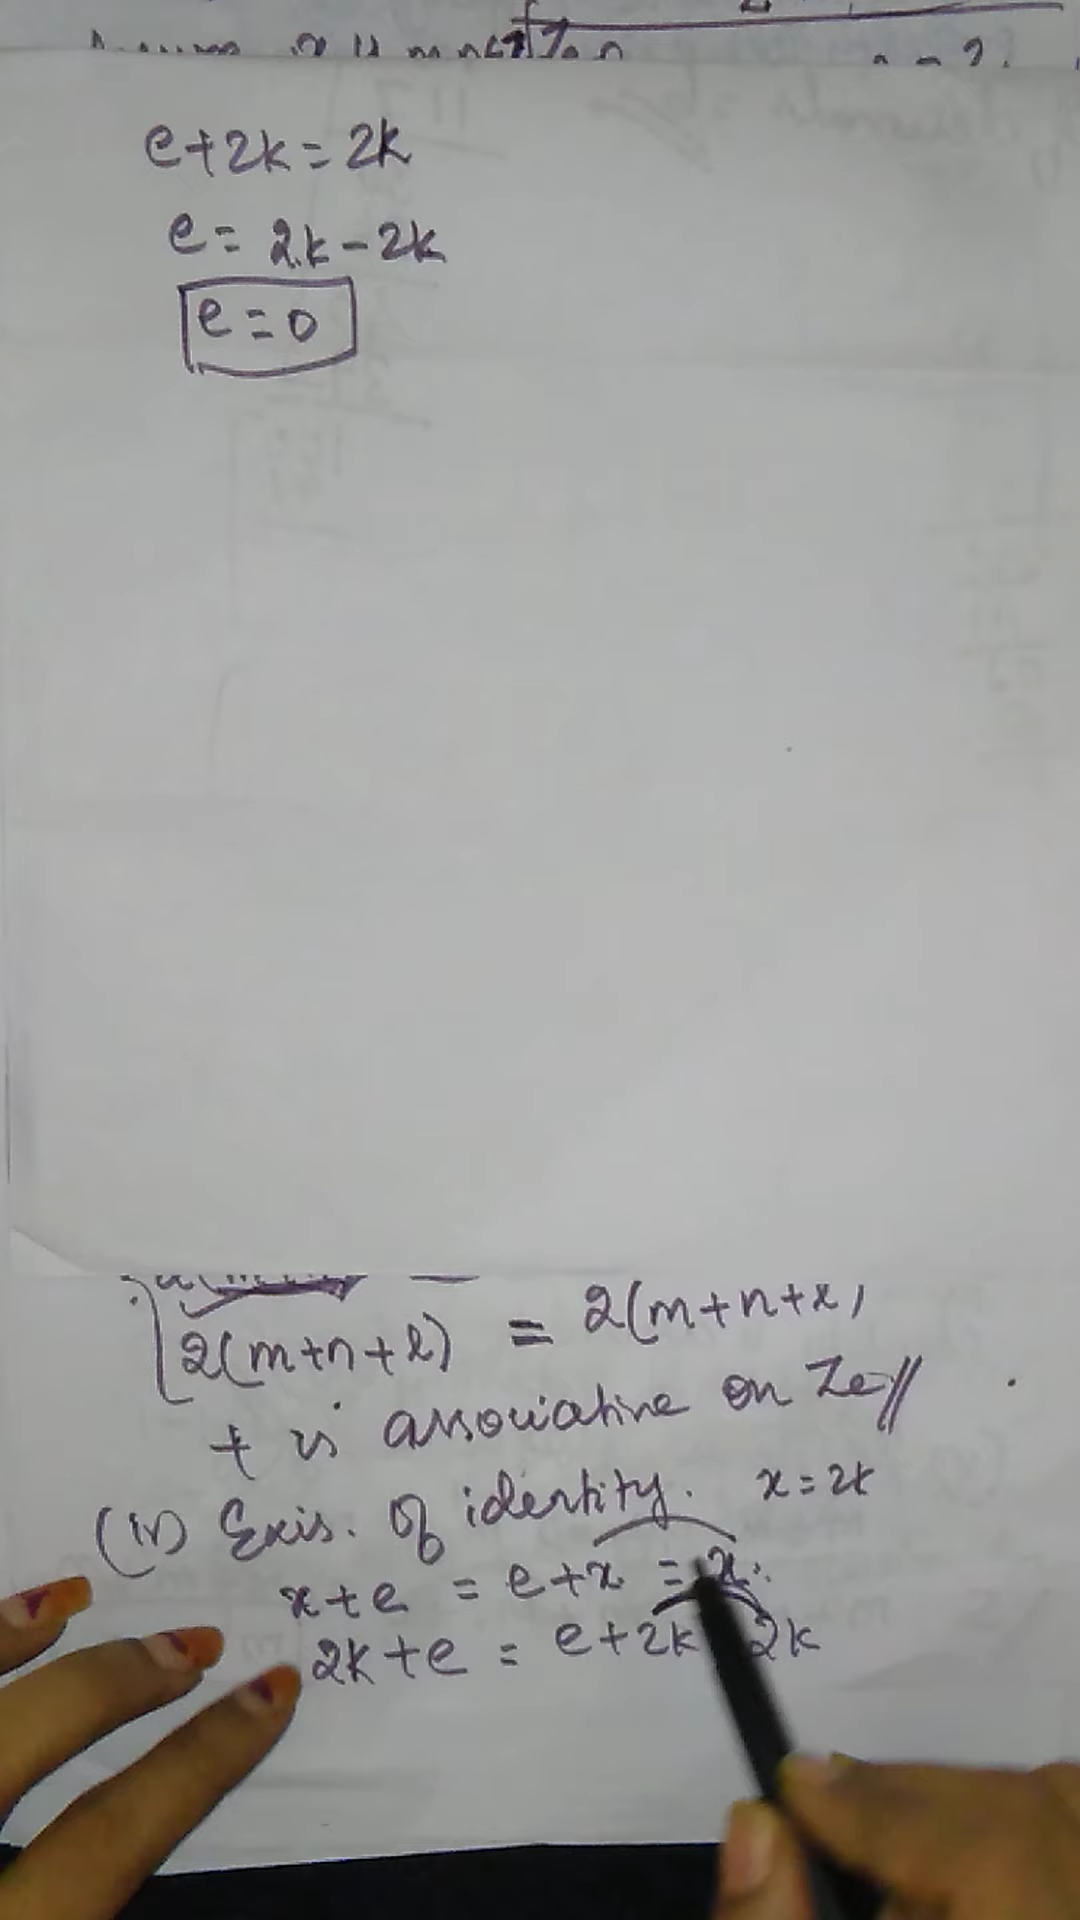 e+2k=2k
e= 2k-2k
e=0
2(m+n+l) = 2(m+n+l)
+ is associative on Ze//
(iv) Exis. of identity. x=2k
x+e = e+x = x
2k+e = e+2k 2k